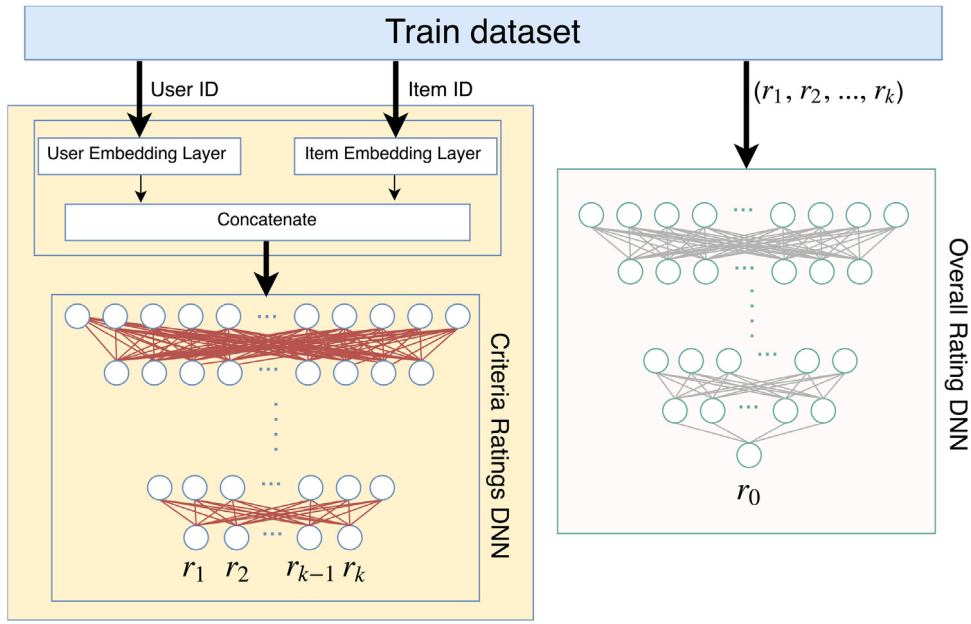 Train dataset
User ID
Item ID
(r₁, r₂, ..., rₖ)
User Embedding Layer
Item Embedding Layer
Concatenate
...
...
...
...
Criteria Ratings DNN
r₁ r₂ rₖ₋₁ rₖ
...
...
...
...
r₀
Overall Rating DNN